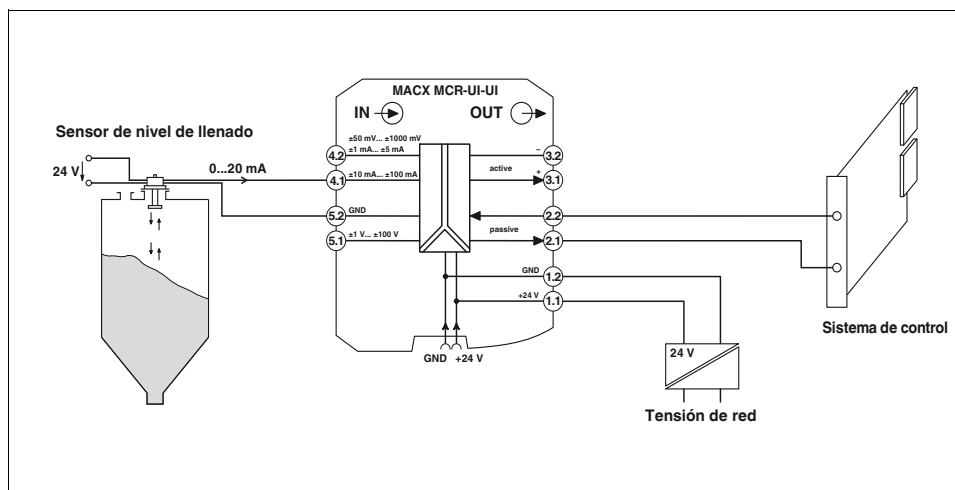 MACX MCR-UI-UI
IN
OUT
Sensor de nivel de llenado
24 V
0...20 mA
±50 mV... ±1000 mV
4.2
±1 mA... ±5 mA
4.1
±10 mA... ±100 mA
5.2
GND
5.1
±1 V... ±100 V
–
3.2
active
+
3.1
2.2
passive
2.1
GND
1.2
+24 V
1.1
GND +24 V
24 V
Tensión de red
Sistema de control